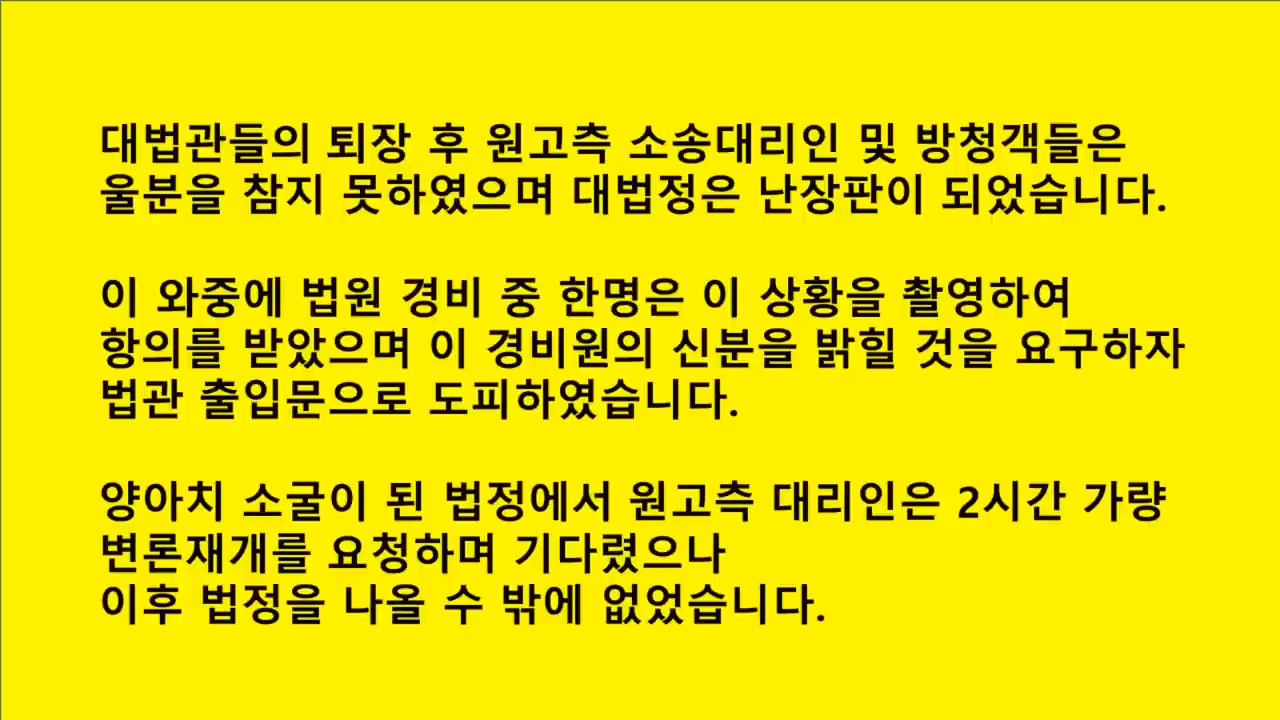 대법관들의 퇴장 후 원고측 소송대리인 및 방청객들은
울분을 참지 못하였으며 대법정은 난장판이 되었습니다.
이 와중에 법원 경비 중 한명은 이 상황을 촬영하여
항의를 받았으며 이 경비원의 신분을 밝힐 것을 요구하자
법관 출입문으로 도피하였습니다.
양아치 소굴이 된 법정에서 원고측 대리인은 2시간 가량
변론재개를 요청하며 기다렸으나
이후 법정을 나올 수 밖에 없었습니다.